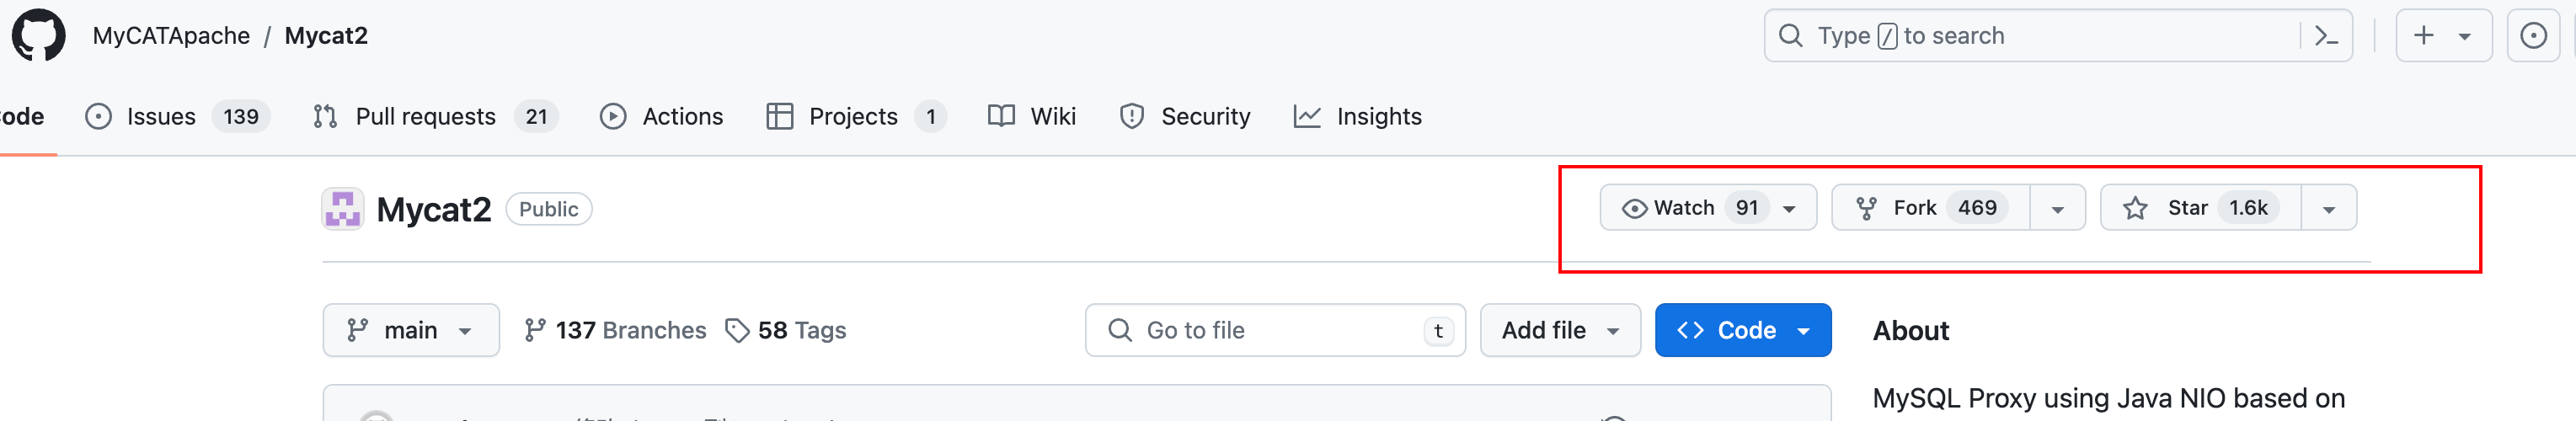 MyCATApache / Mycat2
Type / to search
ode Issues 139 Pull requests 21 Actions Projects 1 Wiki Security Insights
Mycat2 Public Watch 91 Fork 469 Star 1.6k
main 137 Branches 58 Tags Go to file t Add file Code About
MySQL Proxy using Java NIO based on